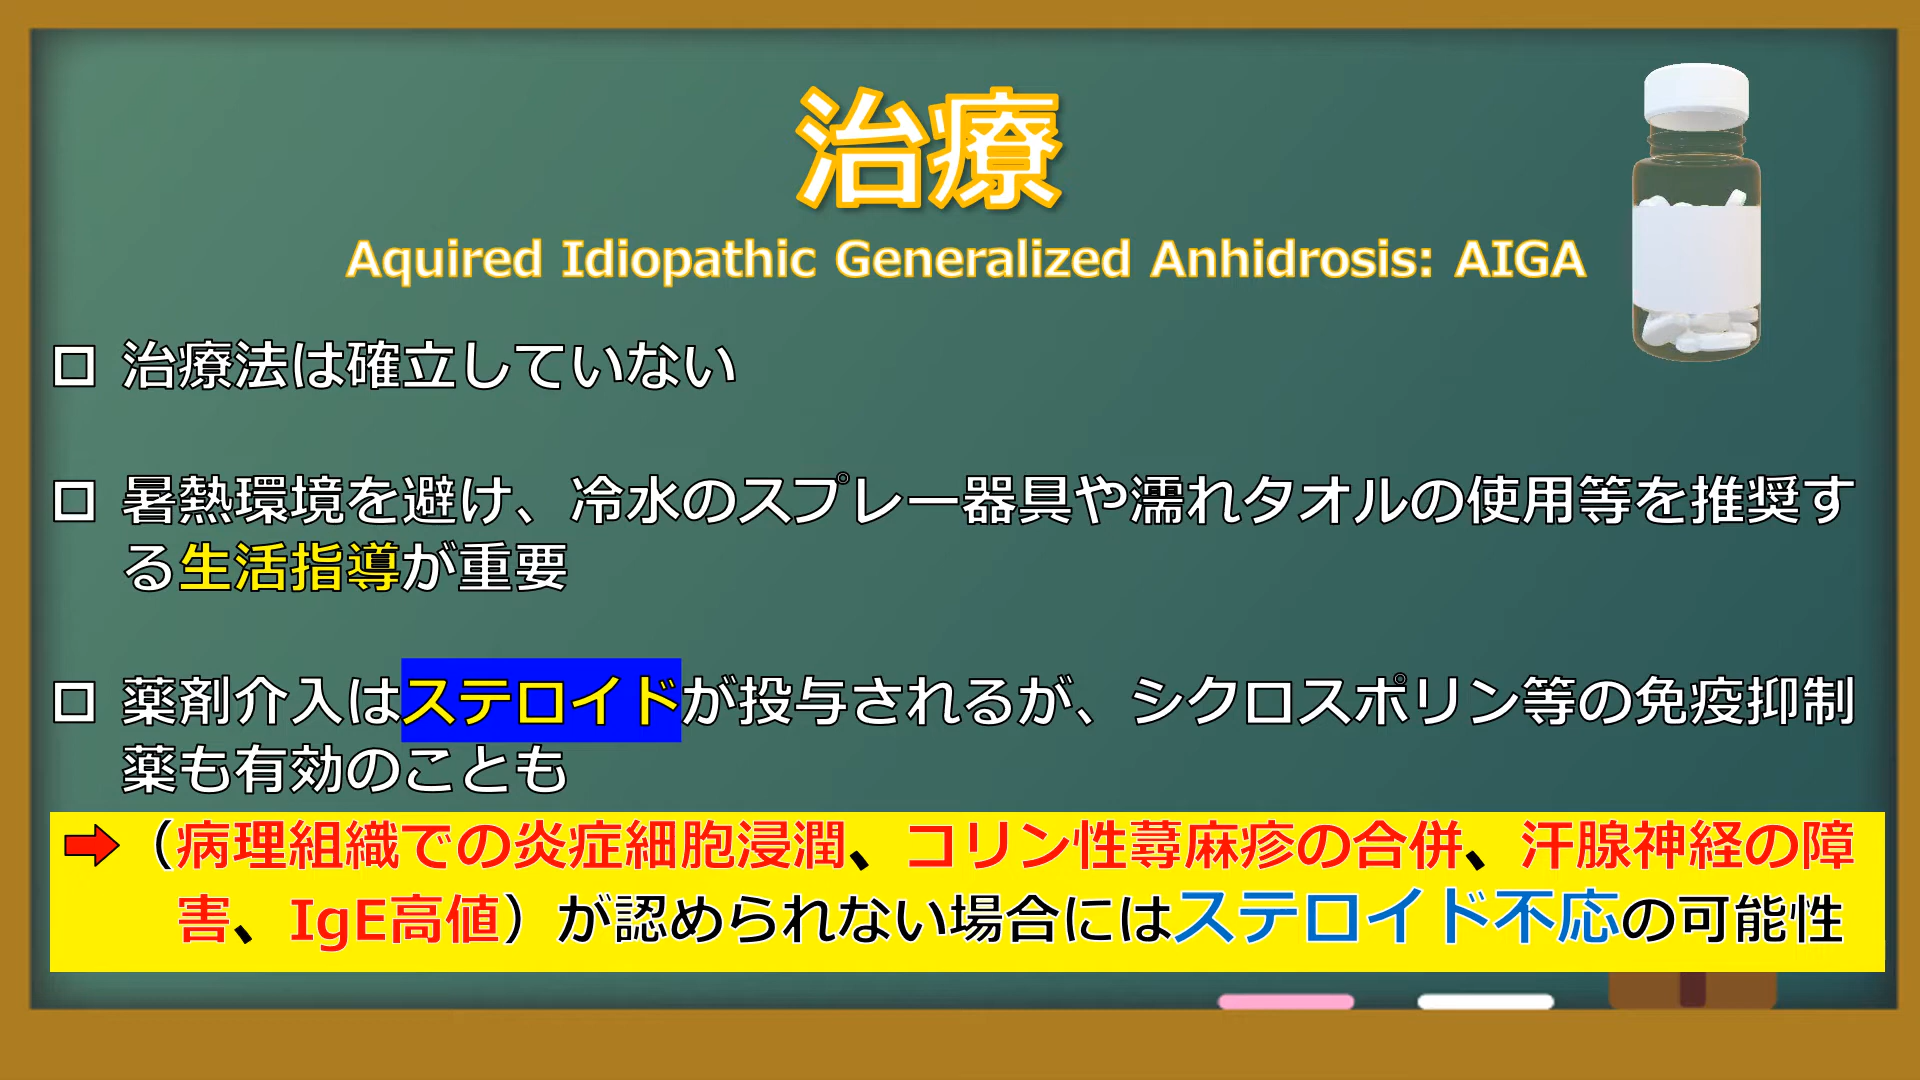 治療
Aquired Idiopathic Generalized Anhidrosis: AIGA
□ 治療法は確立していない
□ 暑熱環境を避け、冷水のスプレー器具や濡れタオルの使用等を推奨す
る生活指導が重要
□ 薬剤介入はステロイドが投与されるが、シクロスポリン等の免疫抑制
薬も有効のことも
➡（病理組織での炎症細胞浸潤、コリン性蕁麻疹の合併、汗腺神経の障
害、IgE高値）が認められない場合にはステロイド不応の可能性